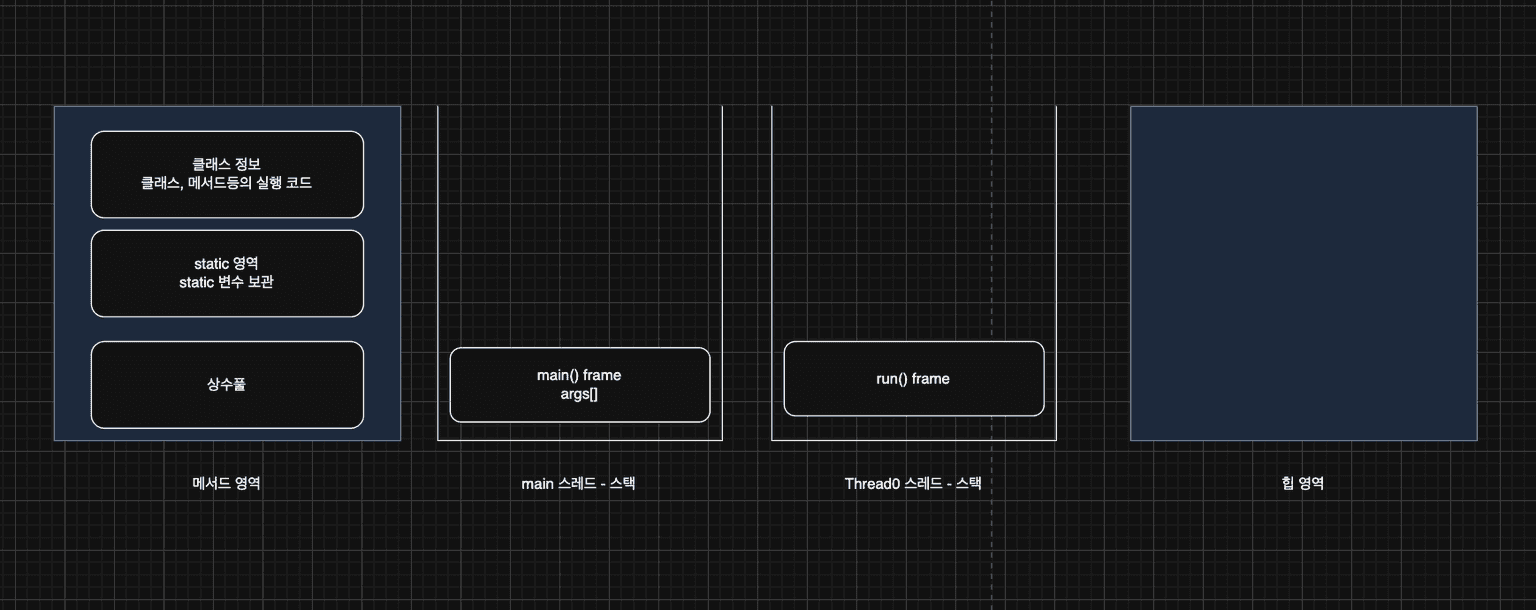 클래스 정보
클래스, 메서드등의 실행 코드
static 영역
static 변수 보관
상수풀
메서드 영역
main() frame
args[]
main 스레드 - 스택
run() frame
Thread0 스레드 - 스택
힙 영역